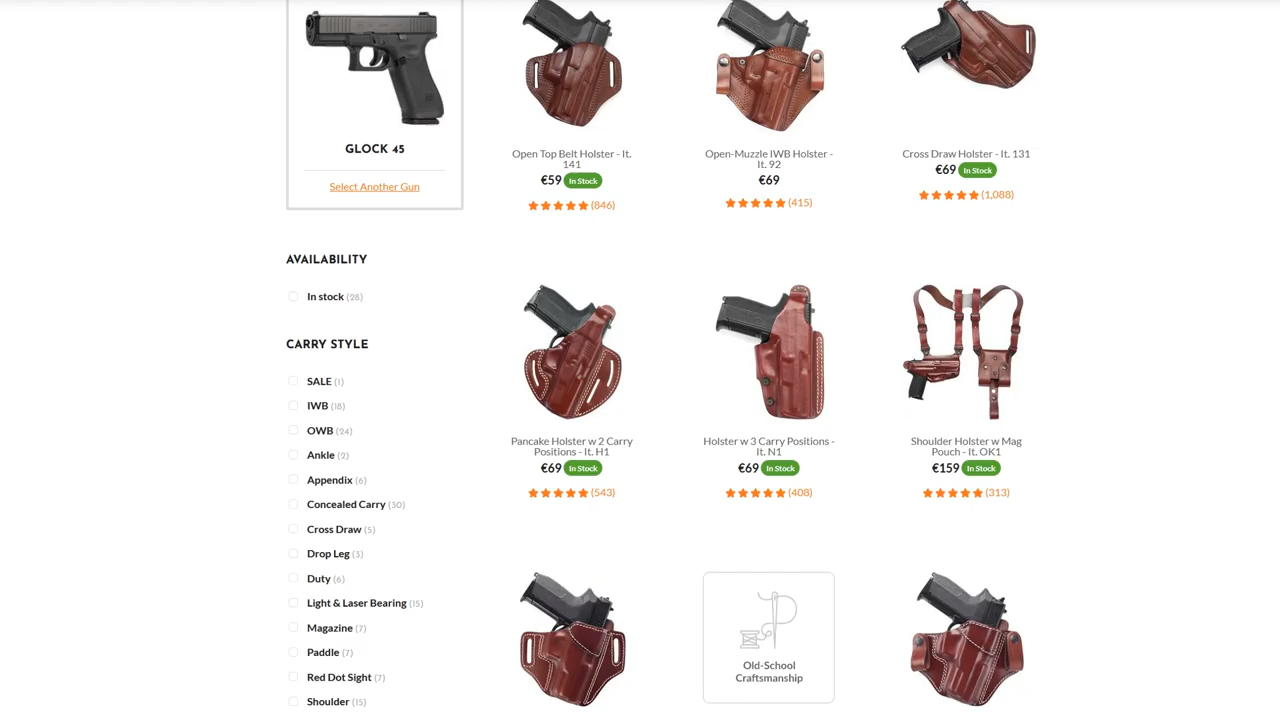 GLOCK 45
Select Another Gun
AVAILABILITY
In stock (28)
CARRY STYLE
SALE (1)
IWB (18)
OWB (24)
Ankle (2)
Appendix (6)
Concealed Carry (30)
Cross Draw (5)
Drop Leg (3)
Duty (6)
Light & Laser Bearing (15)
Magazine (7)
Paddle (7)
Red Dot Sight (7)
Shoulder (15)
Open Top Belt Holster - It.
141
€59 In Stock
(846)
Open-Muzzle IWB Holster -
It. 92
€69
(415)
Cross Draw Holster - It. 131
€69 In Stock
(1,088)
Pancake Holster w 2 Carry
Positions - It. H1
€69 In Stock
(543)
Holster w 3 Carry Positions -
It. N1
€69 In Stock
(408)
Shoulder Holster w Mag
Pouch - It. OK1
€159 In Stock
(313)
Old-School
Craftsmanship